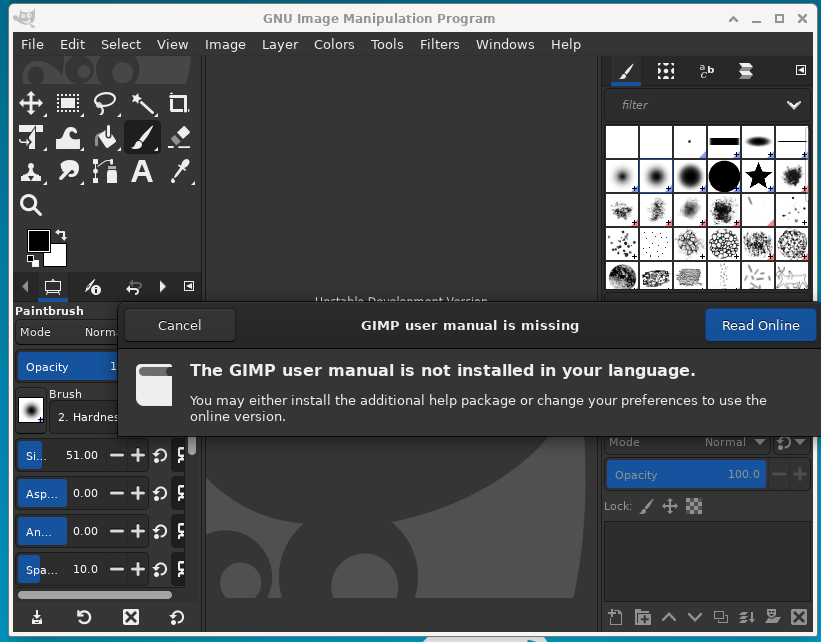 GNU Image Manipulation Program
File Edit Select View Image Layer Colors Tools Filters Windows Help
filter
Unstable Development Version
Paintbrush
Mode Norm
Opacity 1
Brush
2. Hardnes
Si... 51.00
Asp... 0.00
An... 0.00
Spa... 10.0
Cancel GIMP user manual is missing Read Online
The GIMP user manual is not installed in your language.
You may either install the additional help package or change your preferences to use the
online version.
Mode Normal
Opacity 100.0
Lock: